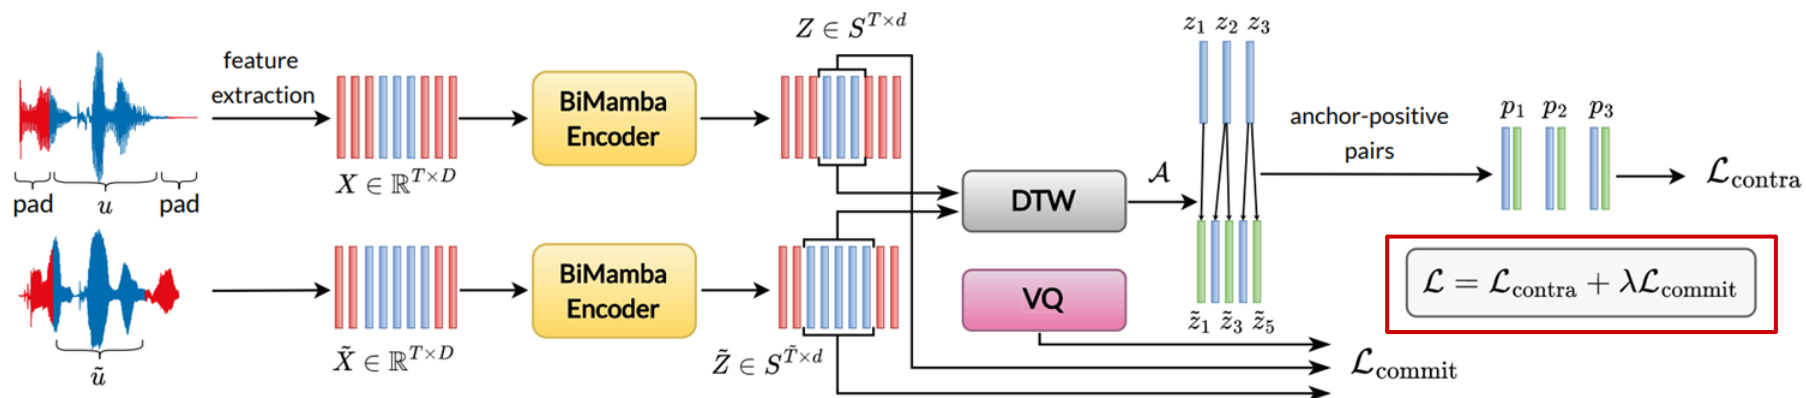 feature
extraction
pad
u
pad
X ∈ ℝ^{T×D}
BiMamba
Encoder
Z ∈ S^{T×d}
ũ
X̃ ∈ ℝ^{T×D}
BiMamba
Encoder
Z̃ ∈ S^{T̃×d}
DTW
VQ
𝒜
z₁ z₂ z₃
z̃₁ z̃₃ z̃₅
anchor-positive
pairs
p₁ p₂ p₃
ℒ_contra
ℒ = ℒ_contra + λℒ_commit
ℒ_commit